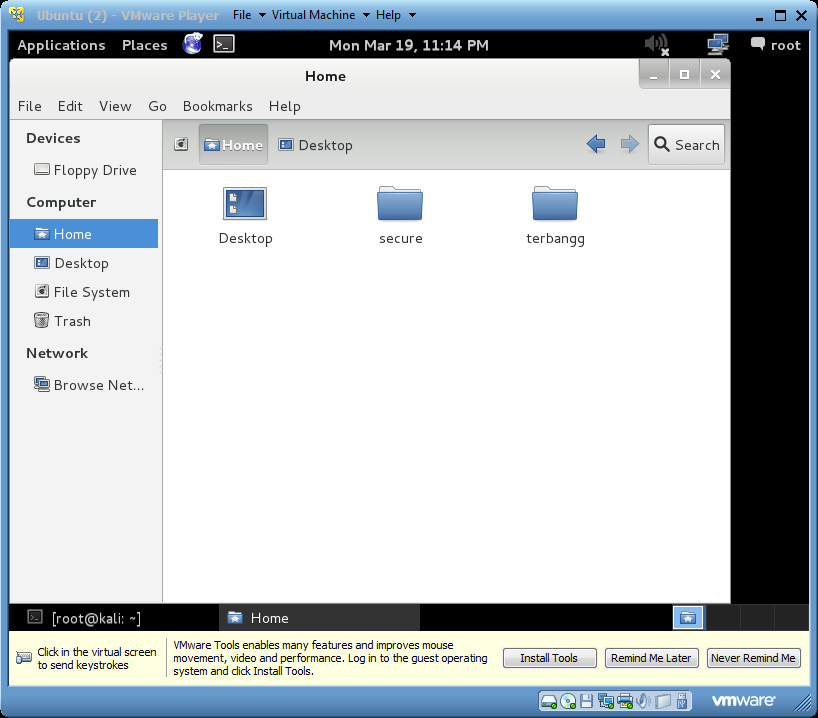 Ubuntu (2) - VMware Player File Virtual Machine Help
Applications Places Mon Mar 19, 11:14 PM root
Home
File Edit View Go Bookmarks Help
Devices
Floppy Drive
Computer
Home
Desktop
File System
Trash
Network
Browse Net...
Home Desktop Search
Desktop secure terbangg
[root@kali: ~] Home
Click in the virtual screen
to send keystrokes
VMware Tools enables many features and improves mouse
movement, video and performance. Log in to the guest operating
system and click Install Tools.
Install Tools Remind Me Later Never Remind Me
vmware